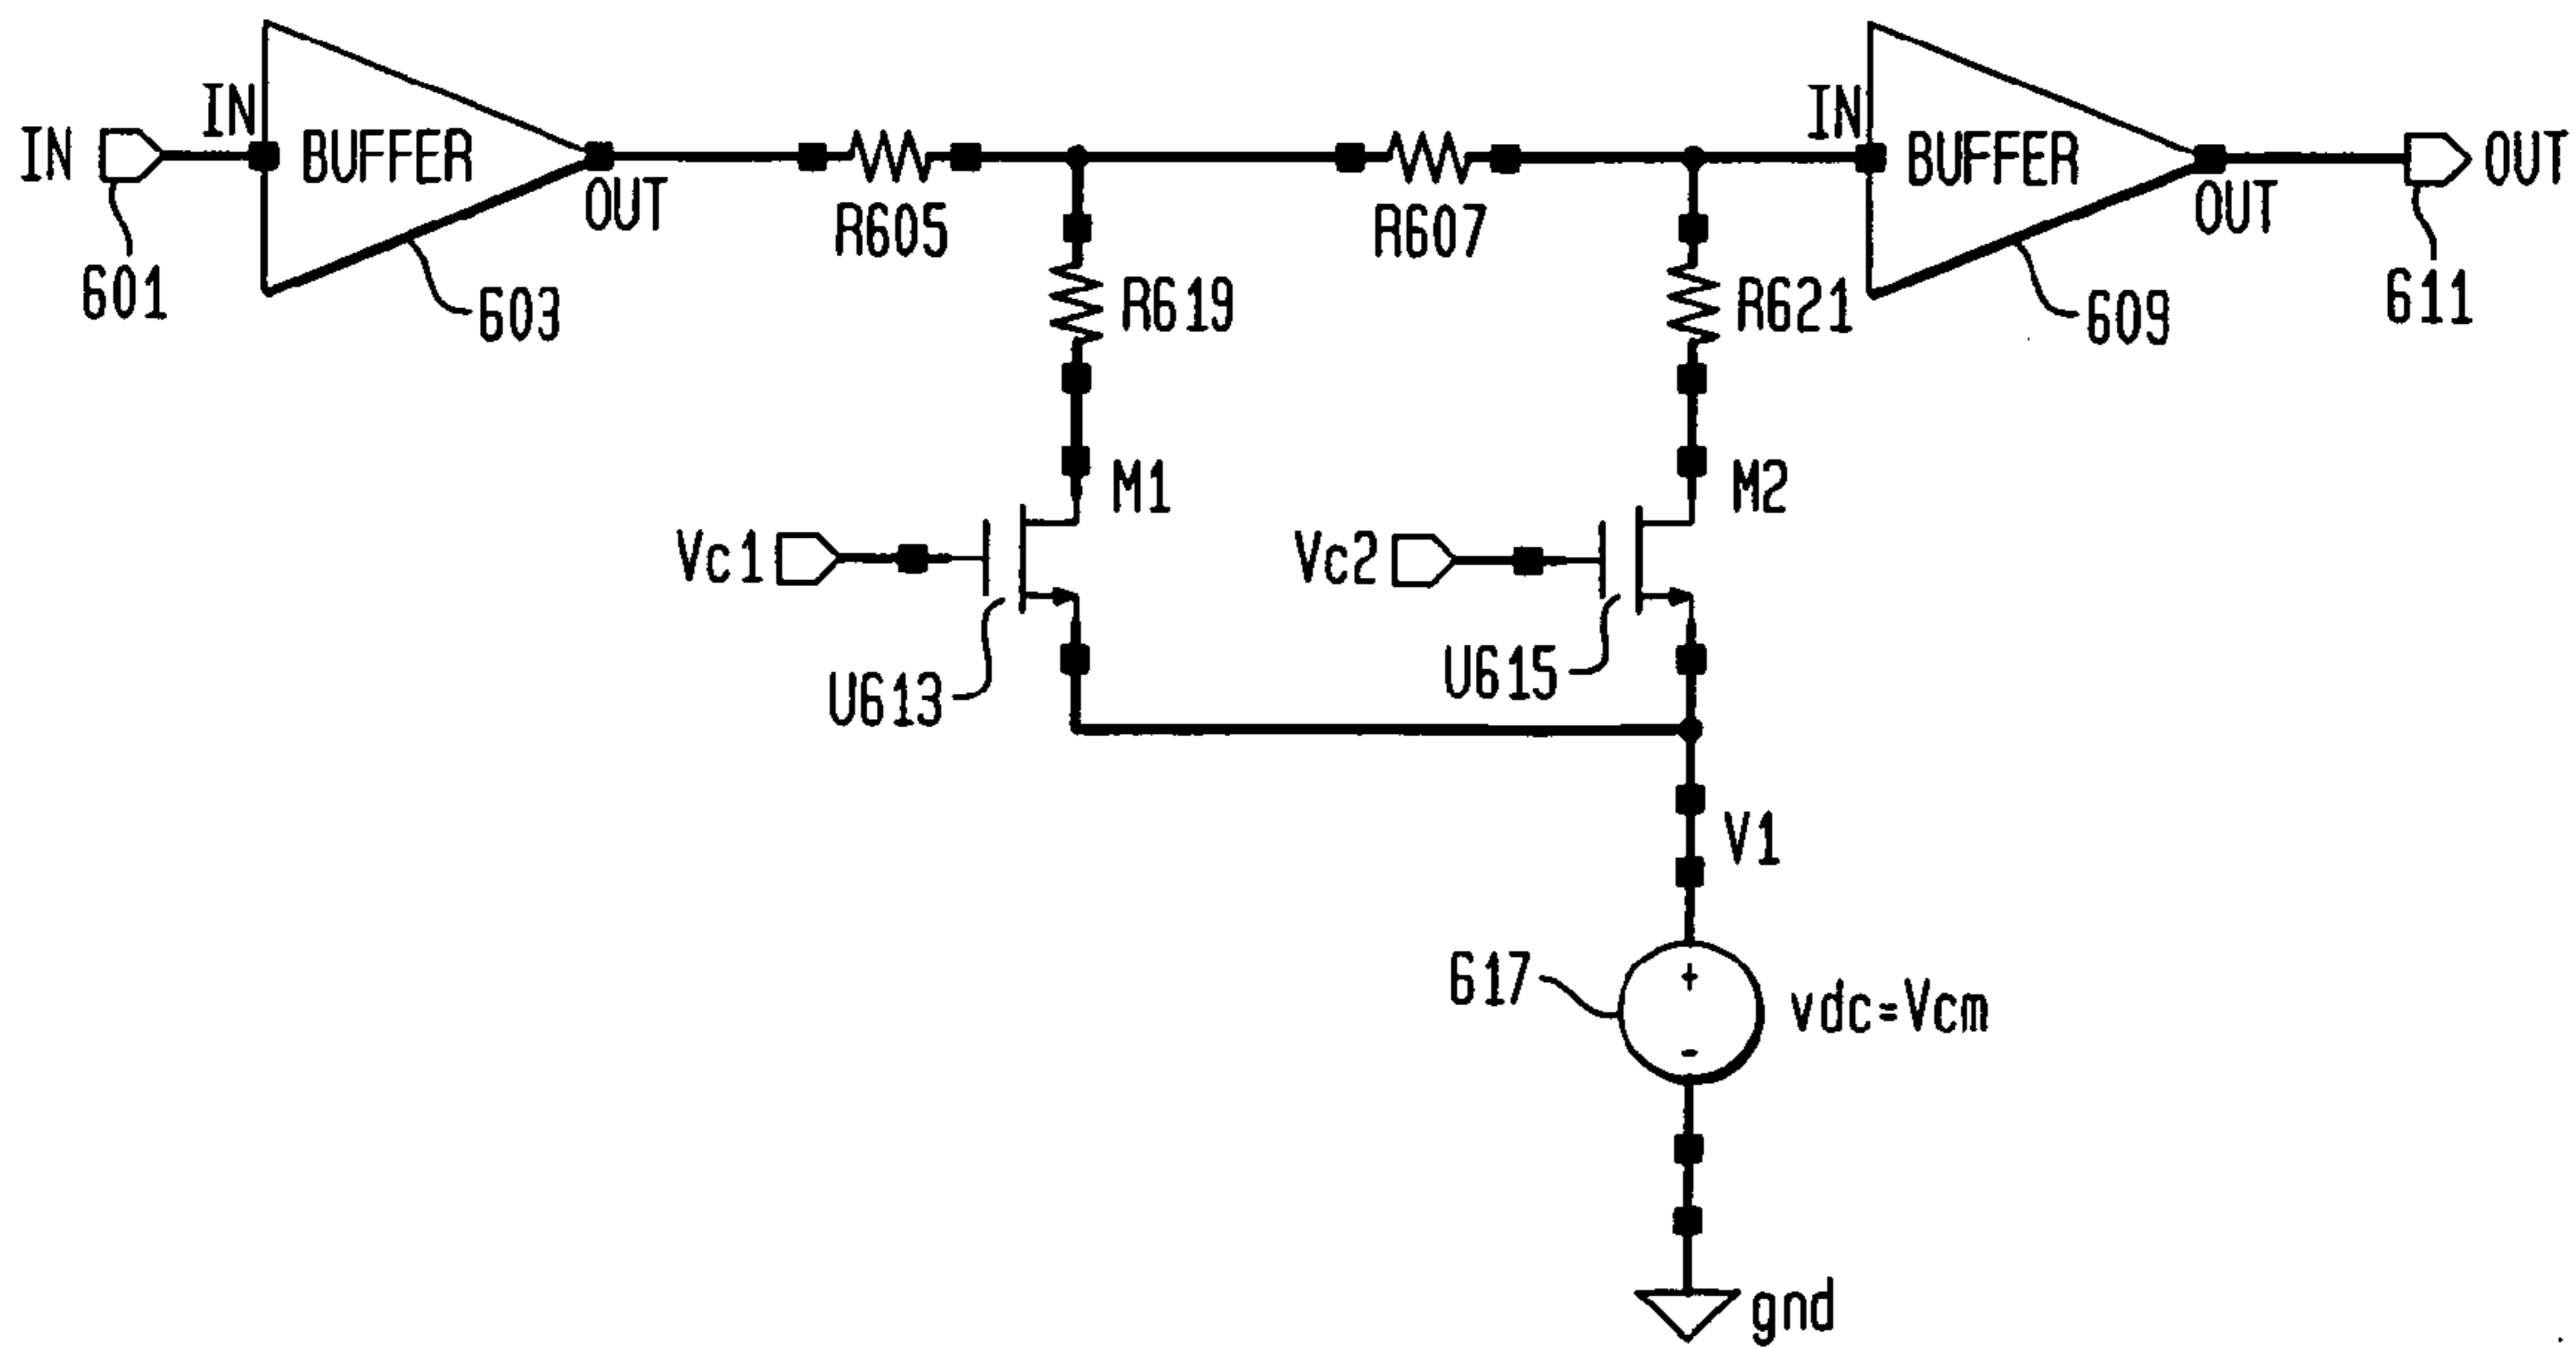 IN
601
IN
BUFFER
OUT
603
R605
R619
R607
R621
IN
BUFFER
OUT
609
OUT
611
Vc1
M1
U613
Vc2
M2
U615
V1
617
+
-
vdc=Vcm
gnd